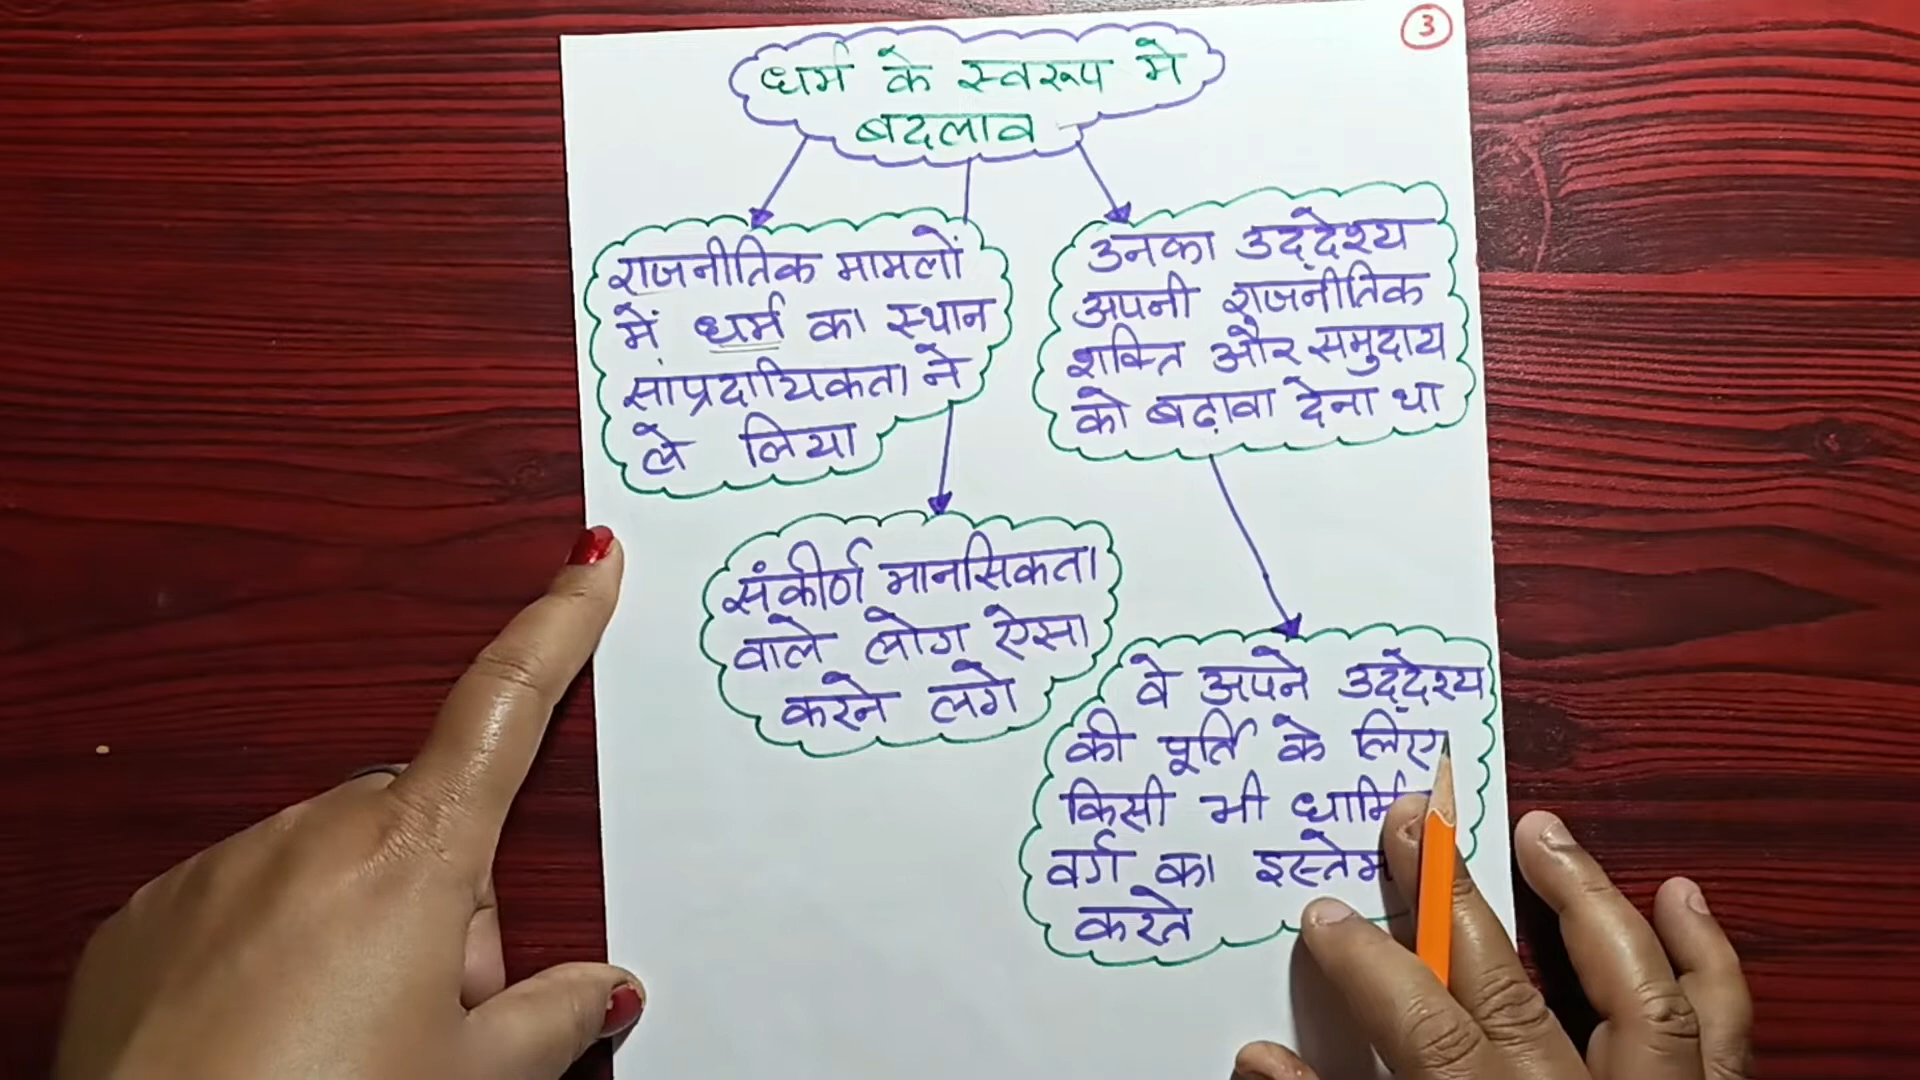 3
धर्म के स्वरूप मे
बदलाव
राजनीतिक मामलों
में धर्म का स्थान
सांप्रदायिकता ने
ले लिया
उनका उद्देश्य
अपनी राजनीतिक
शक्ति और समुदाय
को बढ़ावा देना था
संकीर्ण मानसिकता
वाले लोग ऐसा
करने लगे
वे अपने उद्देश्य
की पूर्ति के लिए
किसी भी
वर्ग का
करते